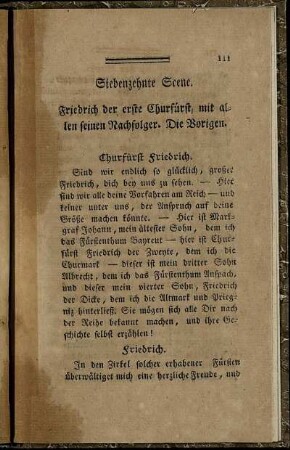 111
Siebenzehnte Scene.
Friedrich der erste Churfürst, mit al-
len seinen Nachfolger. Die Vorigen.
Churfürst Friedrich.
Sind wir endlich so glücklich, großer
Friedrich, dich bey uns zu sehen. — Hier
sind wir alle deine Vorfahren am Reich — und
keiner unter uns, der Anspruch auf deine
Größe machen könnte. — Hier ist Mark-
graf Johann, mein ältester Sohn, dem ich
das Fürstenthum Bayreut — hier ist Chur-
fürst Friedrich der Zweyte, dem ich die
Churmark — dieser ist mein dritter Sohn
Albrecht, dem ich das Fürstenthum Anspach,
und dieser mein vierter Sohn, Friedrich
der Dicke, dem ich die Altmark und Prieg-
niz hinterließ. Sie mögen sich alle Dir nach
der Reihe bekannt machen, und ihre Ge-
schichte selbst erzählen!
Friedrich.
In den Zirkel solcher erhabener Fürsten
überwältiget mich eine herzliche Freude, und